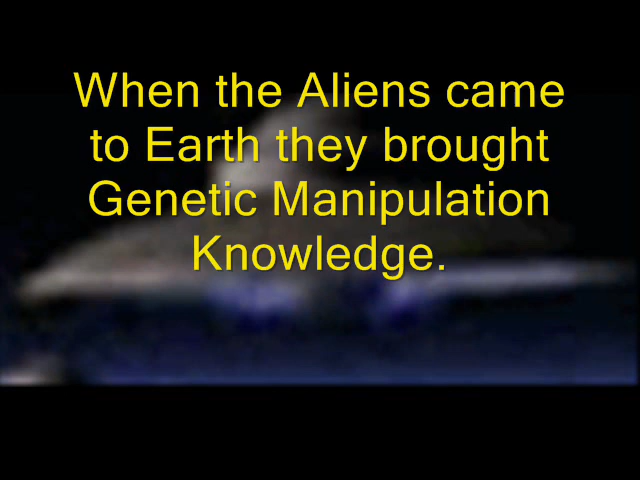 When the Aliens came
to Earth they brought
Genetic Manipulation
Knowledge.